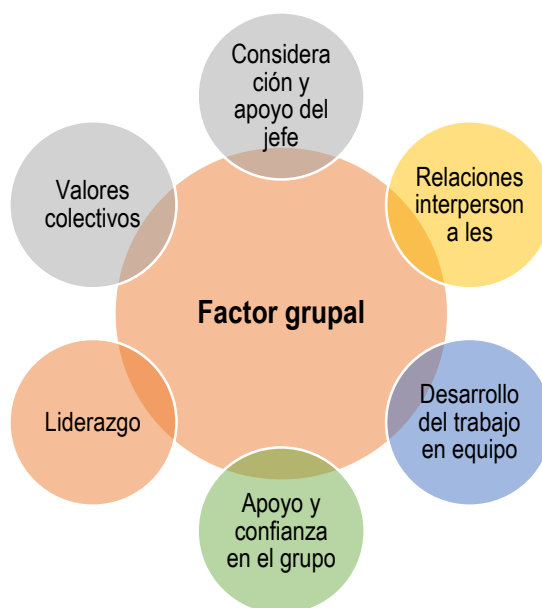 Considera
ción y
apoyo del
jefe
Relaciones
interperson
a les
Desarrollo
del trabajo
en equipo
Apoyo y
confianza
en el grupo
Liderazgo
Valores
colectivos
Factor grupal